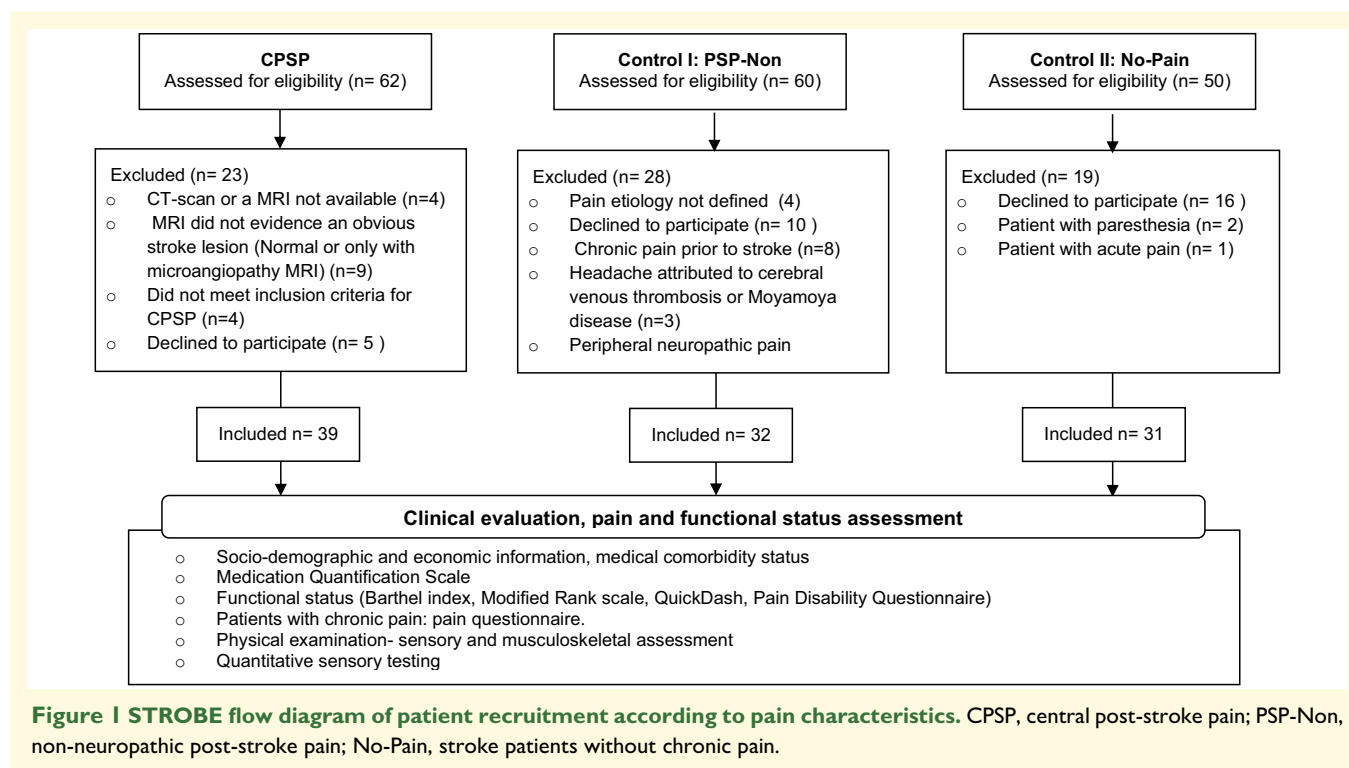 CPSP
Assessed for eligibility (n= 62)
Control I: PSP-Non
Assessed for eligibility (n= 60)
Control II: No-Pain
Assessed for eligibility (n= 50)
Excluded (n= 23)
o CT-scan or a MRI not available (n=4)
o MRI did not evidence an obvious
stroke lesion (Normal or only with
microangiopathy MRI) (n=9)
o Did not meet inclusion criteria for
CPSP (n=4)
o Declined to participate (n= 5 )
Excluded (n= 28)
o Pain etiology not defined (4)
o Declined to participate (n= 10 )
o Chronic pain prior to stroke (n=8)
o Headache attributed to cerebral
venous thrombosis or Moyamoya
disease (n=3)
o Peripheral neuropathic pain
Excluded (n= 19)
o Declined to participate (n= 16 )
o Patient with paresthesia (n= 2)
o Patient with acute pain (n= 1)
Included n= 39
Included n= 32
Included n= 31
Clinical evaluation, pain and functional status assessment
o Socio-demographic and economic information, medical comorbidity status
o Medication Quantification Scale
o Functional status (Barthel index, Modified Rank scale, QuickDash, Pain Disability Questionnaire)
o Patients with chronic pain: pain questionnaire.
o Physical examination- sensory and musculoskeletal assessment
o Quantitative sensory testing
Figure 1 STROBE flow diagram of patient recruitment according to pain characteristics. CPSP, central post-stroke pain; PSP-Non,
non-neuropathic post-stroke pain; No-Pain, stroke patients without chronic pain.